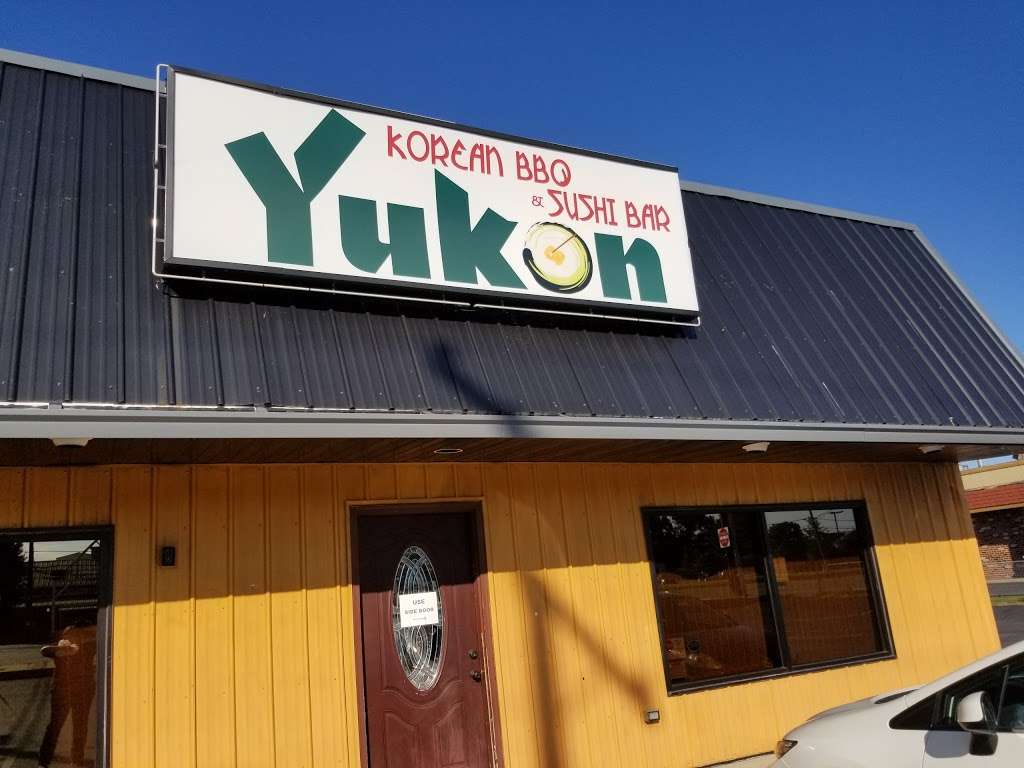 KOREAN BBQ
& SUSHI BAR
Yukon
USE
SIDE DOOR